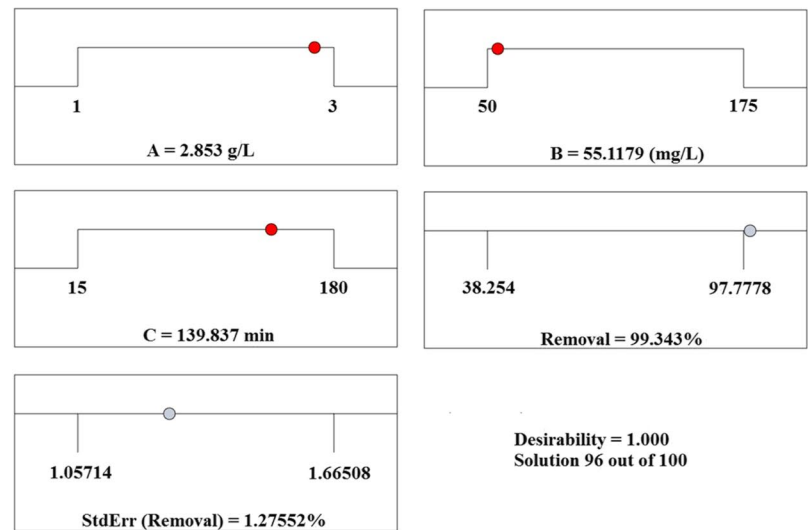 1
3
A = 2.853 g/L
50
175
B = 55.1179 (mg/L)
15
180
C = 139.837 min
38.254
97.7778
Removal = 99.343%
1.05714
1.66508
StdErr (Removal) = 1.27552%
Desirability = 1.000
Solution 96 out of 100